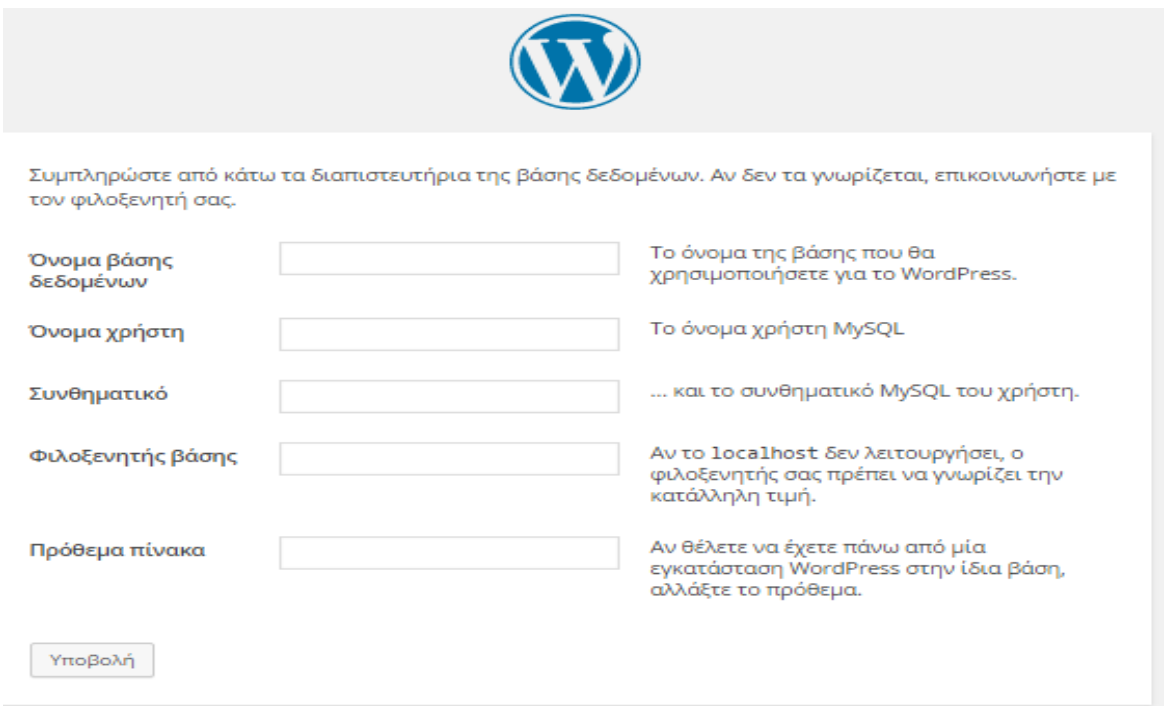 Συμπληρώστε από κάτω τα διαπιστευτήρια της βάσης δεδομένων. Αν δεν τα γνωρίζεται, επικοινωνήστε με
τον φιλοξενητή σας.
Όνομα βάσης
δεδομένων
Το όνομα της βάσης που θα
χρησιμοποιήσετε για το WordPress.
Όνομα χρήστη
Το όνομα χρήστη MySQL
Συνθηματικό
... και το συνθηματικό MySQL του χρήστη.
Φιλοξενητής βάσης
Αν το localhost δεν λειτουργήσει, ο
φιλοξενητής σας πρέπει να γνωρίζει την
κατάλληλη τιμή.
Πρόθεμα πίνακα
Αν θέλετε να έχετε πάνω από μία
εγκατάσταση WordPress στην ίδια βάση,
αλλάξτε το πρόθεμα.
Υποβολή